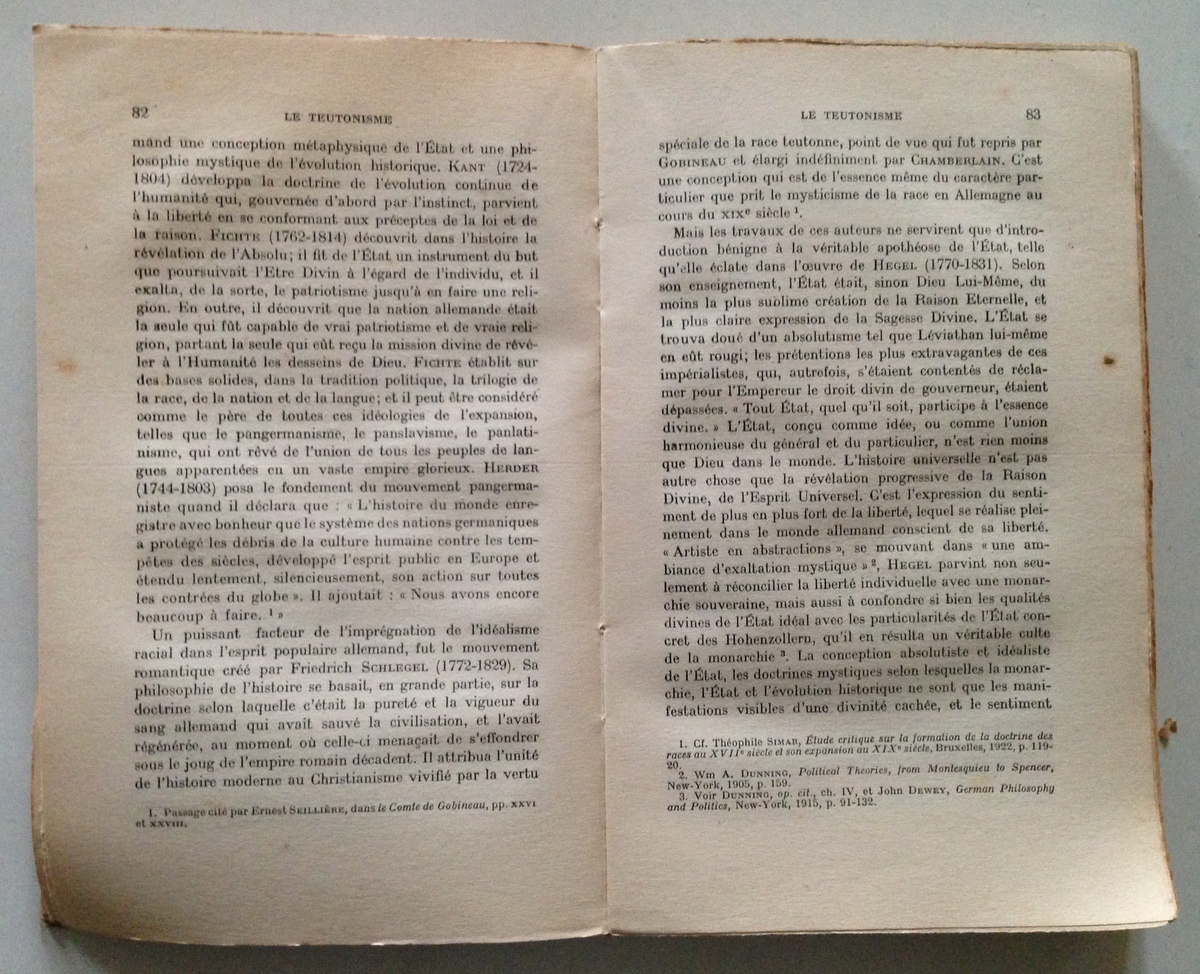 82
LE TEUTONISME
mand une conception métaphysique de l'État et une phi-
losophie mystique de l'évolution historique. KANT (1724-
1804) développa la doctrine de l'évolution continue de
l'humanité qui, gouvernée d'abord par l'instinct, parvient
à la liberté en se conformant aux préceptes de la loi et de
la raison. FICHTE (1762-1814) découvrit dans l'histoire la
révélation de l'Absolu; il fit de l'État un instrument du but
que poursuivait l'Etre Divin à l'égard de l'individu, et il
exalta, de la sorte, le patriotisme jusqu'à en faire une reli-
gion. En outre, il découvrit que la nation allemande était
la seule qui fût capable de vrai patriotisme et de vraie reli-
gion, partant la seule qui eût reçu la mission divine de révé-
ler à l'Humanité les desseins de Dieu. FICHTE établit sur
des bases solides, dans la tradition politique, la trilogie de
la race, de la nation et de la langue; et il peut être considéré
comme le père de toutes ces idéologies de l'expansion,
telles que le pangermanisme, le panslavisme, le panlati-
nisme, qui ont rêvé de l'union de tous les peuples de lan-
gues apparentées en un vaste empire glorieux. HERDER
(1744-1803) posa le fondement du mouvement pangerma-
niste quand il déclara que : « L'histoire du monde enre-
gistre avec bonheur que le système des nations germaniques
a protégé les débris de la culture humaine contre les tem-
pêtes des siècles, développé l'esprit public en Europe et
étendu lentement, silencieusement, son action sur toutes
les contrées du globe ». Il ajoutait : « Nous avons encore
beaucoup à faire. ¹ »
Un puissant facteur de l'imprégnation de l'idéalisme
racial dans l'esprit populaire allemand, fut le mouvement
romantique créé par Friedrich SCHLEGEL (1772-1829). Sa
philosophie de l'histoire se basait, en grande partie, sur la
doctrine selon laquelle c'était la pureté et la vigueur du
sang allemand qui avait sauvé la civilisation, et l'avait
régénérée, au moment où celle-ci menaçait de s'effondrer
sous le joug de l'empire romain décadent. Il attribua l'unité
de l'histoire moderne au Christianisme vivifié par la vertu
1. Passage cité par Ernest SEILLIÈRE, dans le Comte de Gobineau, pp. XXVI
et XXVIII.
LE TEUTONISME
83
spéciale de la race teutonne, point de vue qui fut repris par
GOBINEAU et élargi indéfiniment par CHAMBERLAIN. C'est
une conception qui est de l'essence même du caractère par-
ticulier que prit le mysticisme de la race en Allemagne au
cours du XIXe siècle ¹.
Mais les travaux de ces auteurs ne servirent que d'intro-
duction bénigne à la véritable apothéose de l'État, telle
qu'elle éclate dans l'œuvre de HEGEL (1770-1831). Selon
son enseignement, l'État était, sinon Dieu Lui-Même, du
moins la plus sublime création de la Raison Eternelle, et
la plus claire expression de la Sagesse Divine. L'État se
trouva doué d'un absolutisme tel que Léviathan lui-même
en eût rougi; les prétentions les plus extravagantes de ces
impérialistes, qui, autrefois, s'étaient contentés de récla-
mer pour l'Empereur le droit divin de gouverneur, étaient
dépassées. « Tout État, quel qu'il soit, participe à l'essence
divine. » L'État, conçu comme idée, ou comme l'union
harmonieuse du général et du particulier, n'est rien moins
que Dieu dans le monde. L'histoire universelle n'est pas
autre chose que la révélation progressive de la Raison
Divine, de l'Esprit Universel. C'est l'expression du senti-
ment de plus en plus fort de la liberté, lequel se réalise plei-
nement dans le monde allemand conscient de sa liberté.
« Artiste en abstractions », se mouvant dans « une am-
biance d'exaltation mystique »², HEGEL parvint non seu-
lement à réconcilier la liberté individuelle avec une monar-
chie souveraine, mais aussi à confondre si bien les qualités
divines de l'État idéal avec les particularités de l'État con-
cret des Hohenzollern, qu'il en résulta un véritable culte
de la monarchie ³. La conception absolutiste et idéaliste
de l'État, les doctrines mystiques selon lesquelles la monar-
chie, l'État et l'évolution historique ne sont que les mani-
festations visibles d'une divinité cachée, et le sentiment
1. Cf. Théophile SIMAR, Étude critique sur la formation de la doctrine des
races au XVIIe siècle et son expansion au XIXe siècle, Bruxelles, 1922, p. 119-
20.
2. Wm A. DUNNING, Political Theories, from Montesquieu to Spencer,
New-York, 1905, p. 159.
3. Voir DUNNING, op. cit., ch. IV, et John DEWEY, German Philosophy
and Politics, New-York, 1915, p. 91-132.